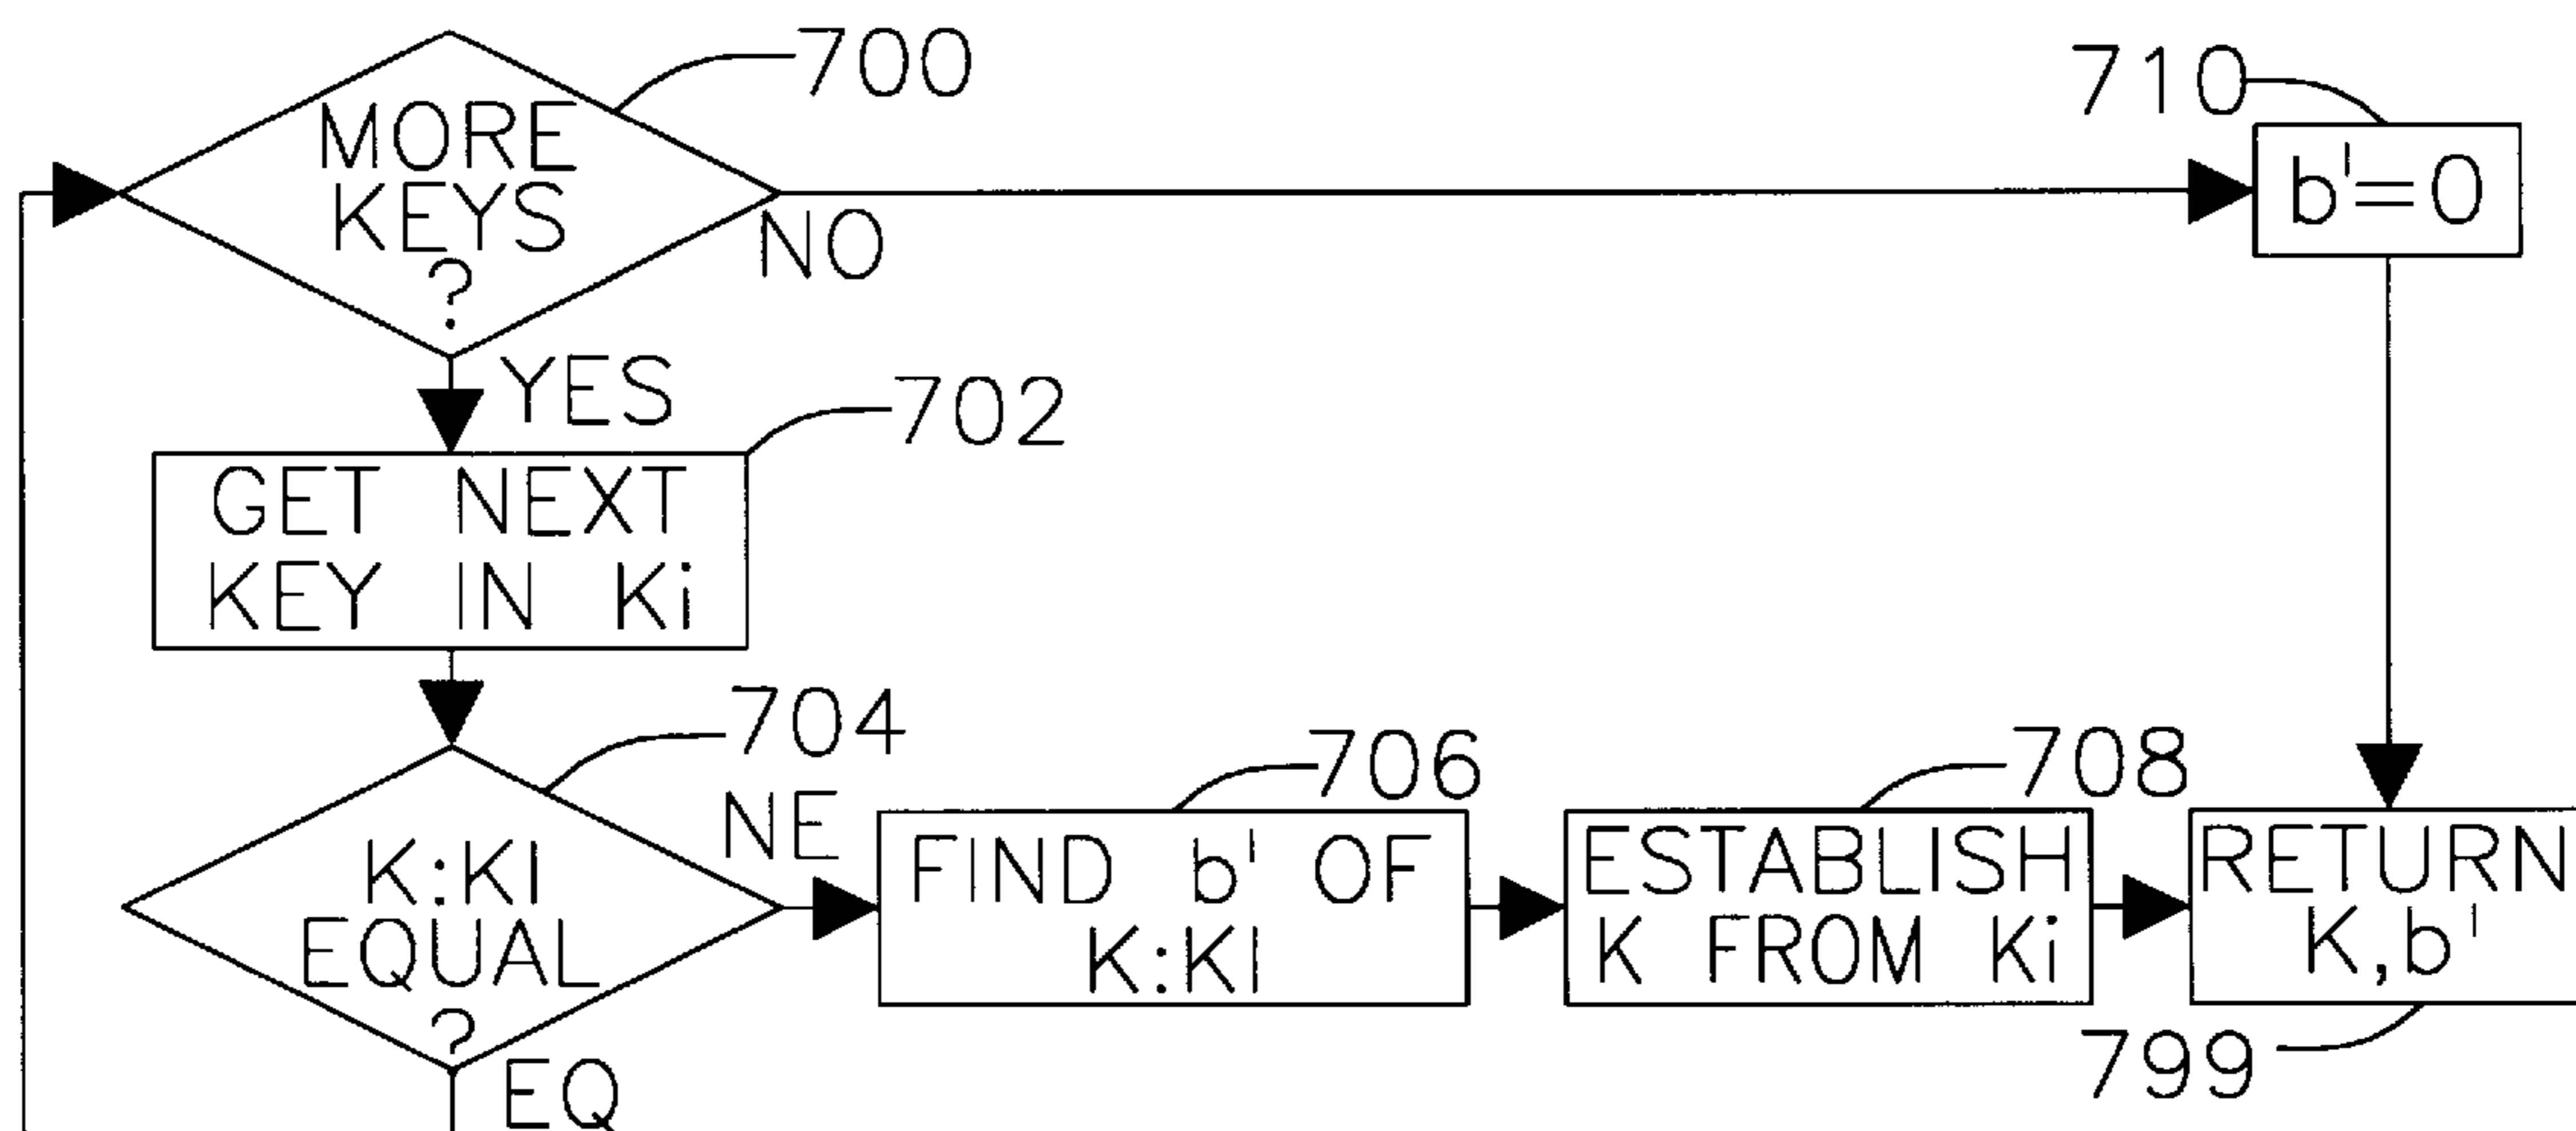 700
MORE
KEYS
?
NO
710
b'=0
YES
702
GET NEXT
KEY IN Ki
704
K:KI
EQUAL
?
NE
EQ
706
FIND b' OF
K:KI
708
ESTABLISH
K FROM Ki
RETURN
K,b'
799